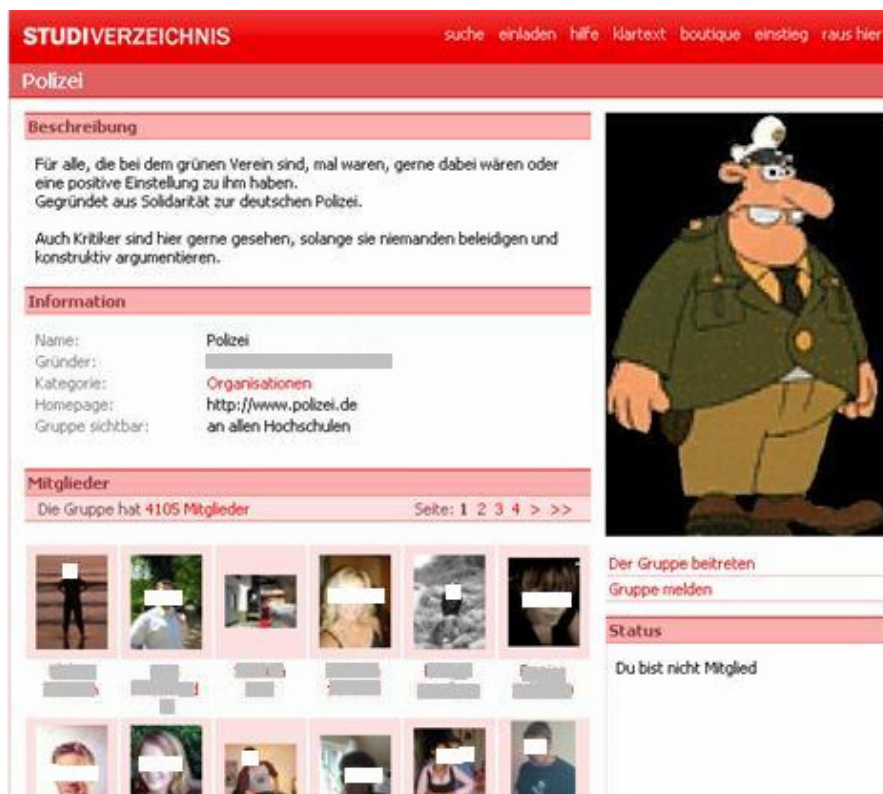 STUDIVERZEICHNIS
suche einladen hilfe klartext boutique einstieg raus hier
Polizei
Beschreibung
Für alle, die bei dem grünen Verein sind, mal waren, gerne dabei wären oder
eine positive Einstellung zu ihm haben.
Gegründet aus Solidarität zur deutschen Polizei.
Auch Kritiker sind hier gerne gesehen, solange sie niemanden beleidigen und
konstruktiv argumentieren.
Information
Name: Polizei
Gründer:
Kategorie: Organisationen
Homepage: http://www.polizei.de
Gruppe sichtbar: an allen Hochschulen
Mitglieder
Die Gruppe hat 4105 Mitglieder Seite: 1 2 3 4 > >>
Der Gruppe beitreten
Gruppe melden
Status
Du bist nicht Mitglied